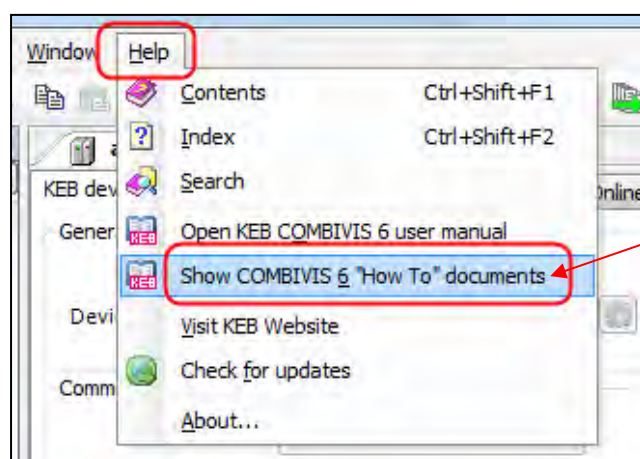 Window Help
Contents Ctrl+Shift+F1
Index Ctrl+Shift+F2
KEB dev
Search
Gener
Open KEB COMBIVIS 6 user manual
Show COMBIVIS 6 "How To" documents
Devi
Visit KEB Website
Check for updates
Comm
About...